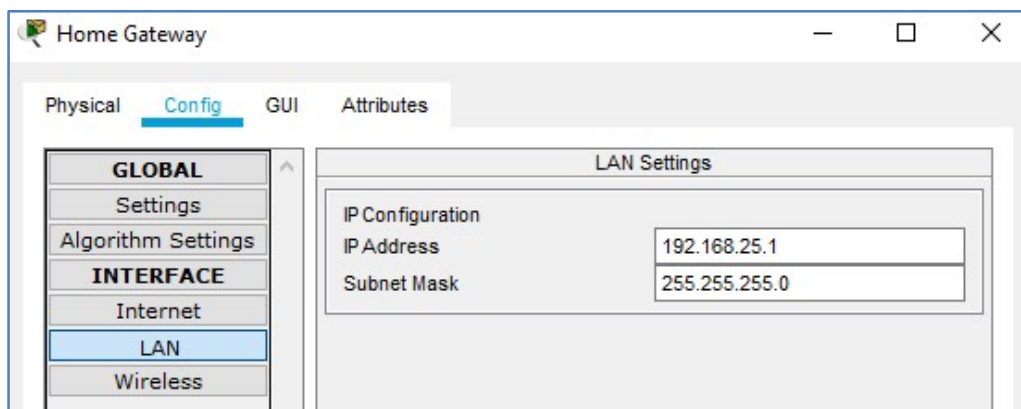 Home Gateway
Physical Config GUI Attributes
GLOBAL
Settings
Algorithm Settings
INTERFACE
Internet
LAN
Wireless
LAN Settings
IP Configuration
IP Address 192.168.25.1
Subnet Mask 255.255.255.0